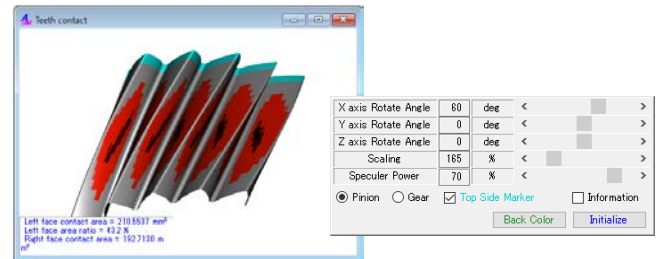 Teeth contact
Left face contact area = 210.5537 mm²
Left face area ratio = 43.2 %
Right face contact area = 192.7130 m
m²
X axis Rotate Angle 60 deg < >
Y axis Rotate Angle 0 deg < >
Z axis Rotate Angle 0 deg < >
Scaling 165 % < >
Speculer Power 70 % < >
Pinion Gear Top Side Marker Information
Back Color Initialize